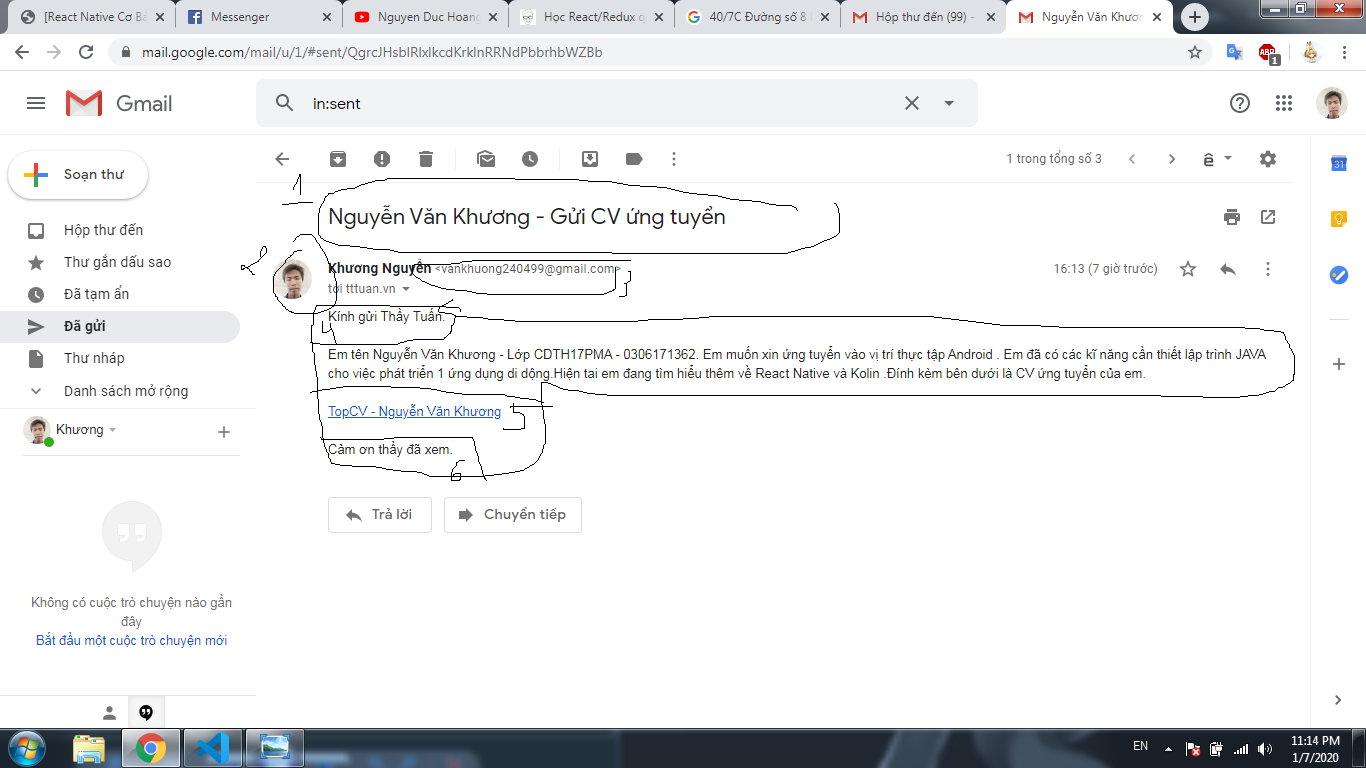 [React Native Cơ Bả
Messenger
Nguyen Duc Hoang
Học React/Redux q
40/7C Đường số 8
Hộp thư đến (99) -
Nguyễn Văn Khươn
mail.google.com/mail/u/1/#sent/QgrcJHsblRlxlkcdKrklnRRNdPbbrhbWZBb
ABP
1
Gmail
in:sent
Soạn thư
1 trong tổng số 3
ê
31
1
Nguyễn Văn Khương - Gửi CV ứng tuyển
Hộp thư đến
Thư gắn dấu sao
Đã tạm ẩn
Đã gửi
Thư nháp
Danh sách mở rộng
2
Khương Nguyễn <vankhuong240499@gmail.com>
3
16:13 (7 giờ trước)
tới tttuan.vn
Kính gửi Thầy Tuấn.
Em tên Nguyễn Văn Khương - Lớp CDTH17PMA - 0306171362. Em muốn xin ứng tuyển vào vị trí thực tập Android . Em đã có các kĩ năng cần thiết lập trình JAVA
cho việc phát triển 1 ứng dụng di động.Hiện tai em đang tìm hiểu thêm về React Native và Kolin .Đính kèm bên dưới là CV ứng tuyển của em.
TopCV - Nguyễn Văn Khương
5
Cảm ơn thầy đã xem.
6
Khương
Trả lời
Chuyển tiếp
Không có cuộc trò chuyện nào gần
đây
Bắt đầu một cuộc trò chuyện mới
EN
11:14 PM
1/7/2020